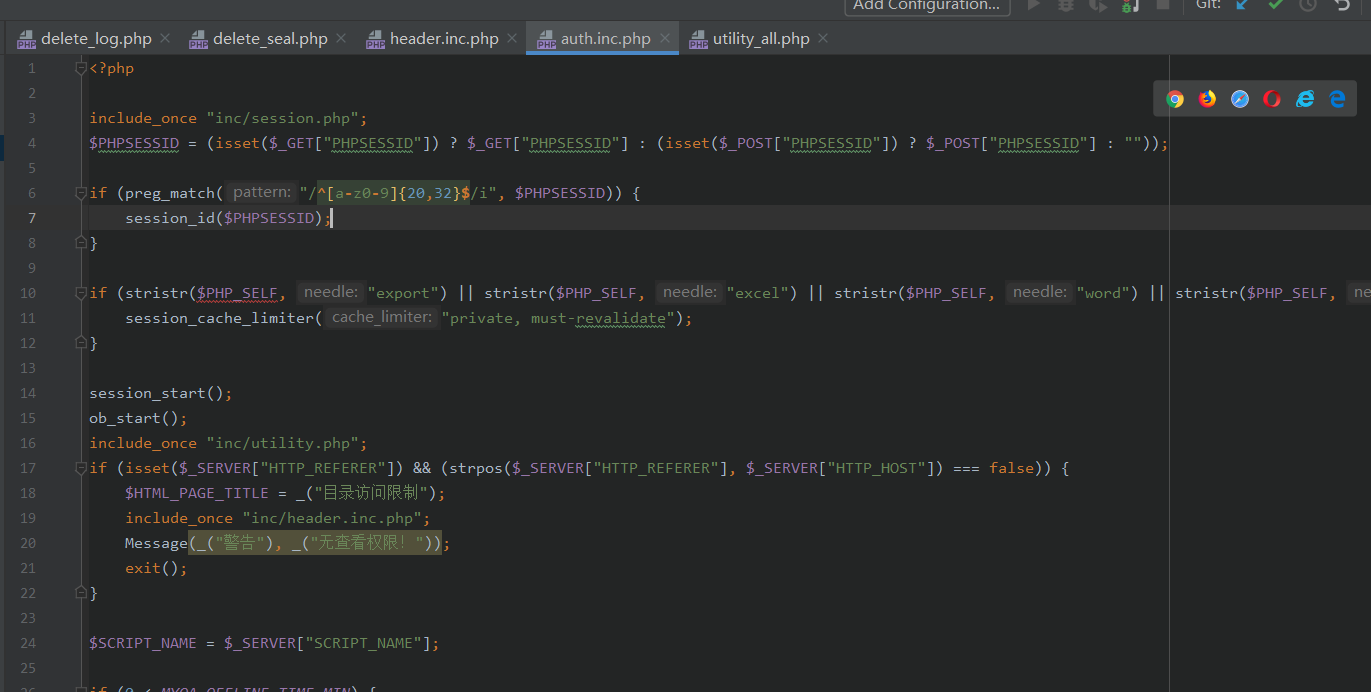 Add Configuration... Git:
delete_log.php delete_seal.php header.inc.php auth.inc.php utility_all.php
1 <?php
2
3 include_once "inc/session.php";
4 $PHPSESSID = (isset($_GET["PHPSESSID"]) ? $_GET["PHPSESSID"] : (isset($_POST["PHPSESSID"]) ? $_POST["PHPSESSID"] : ""));
5
6 if (preg_match( pattern: "/^[a-z0-9]{20,32}$/i", $PHPSESSID)) {
7 session_id($PHPSESSID);
8 }
9
10 if (stristr($PHP_SELF, needle: "export") || stristr($PHP_SELF, needle: "excel") || stristr($PHP_SELF, needle: "word") || stristr($PHP_SELF, ne
11 session_cache_limiter( cache_limiter: "private, must-revalidate");
12 }
13
14 session_start();
15 ob_start();
16 include_once "inc/utility.php";
17 if (isset($_SERVER["HTTP_REFERER"]) && (strpos($_SERVER["HTTP_REFERER"], $_SERVER["HTTP_HOST"]) === false)) {
18 $HTML_PAGE_TITLE = _("目录访问限制");
19 include_once "inc/header.inc.php";
20 Message(_("警告"), _("无查看权限！"));
21 exit();
22 }
23
24 $SCRIPT_NAME = $_SERVER["SCRIPT_NAME"];
25
26 if (0 < MYOA_OFFLINE_TIME_MIN) {